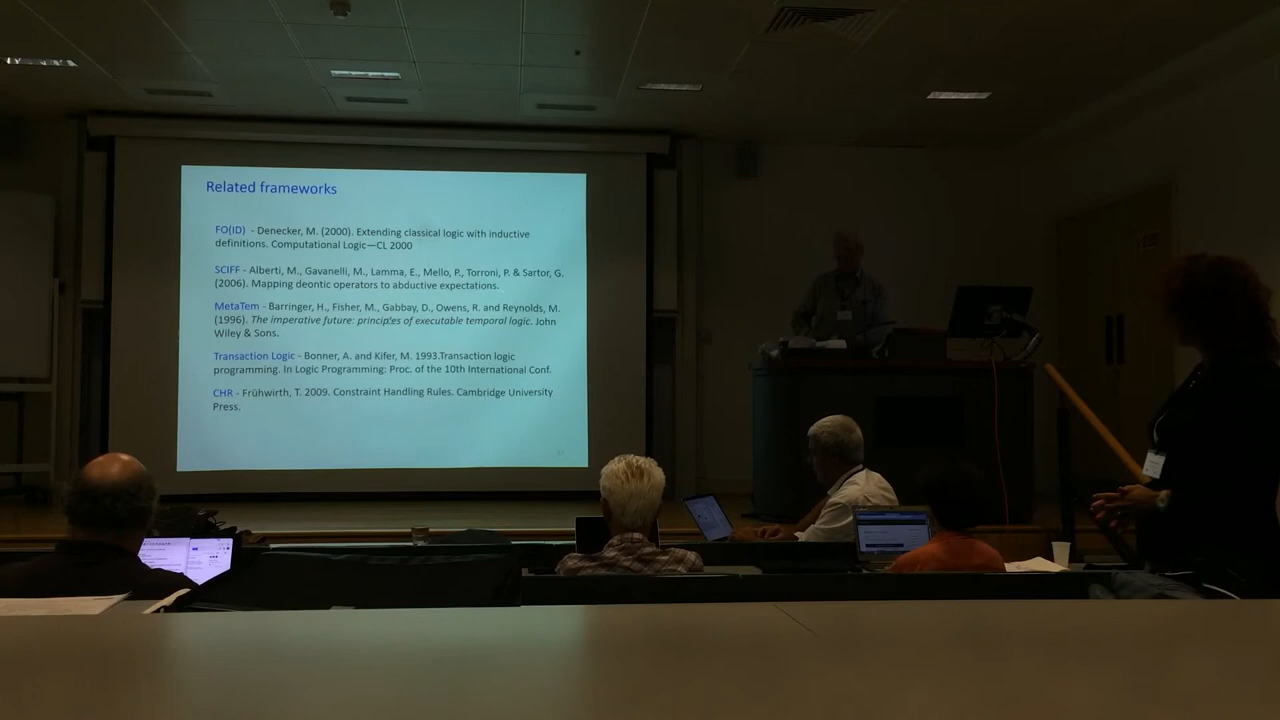 Related frameworks
FO(ID) - Denecker, M. (2000). Extending classical logic with inductive
definitions. Computational Logic—CL 2000
SCIFF - Alberti, M., Gavanelli, M., Lamma, E., Mello, P., Torroni, P. & Sartor, G.
(2006). Mapping deontic operators to abductive expectations.
MetaTem - Barringer, H., Fisher, M., Gabbay, D., Owens, R. and Reynolds, M.
(1996). The imperative future: principles of executable temporal logic. John
Wiley & Sons.
Transaction Logic - Bonner, A. and Kifer, M. 1993.Transaction logic
programming. In Logic Programming: Proc. of the 10th International Conf.
CHR - Frühwirth, T. 2009. Constraint Handling Rules. Cambridge University
Press.